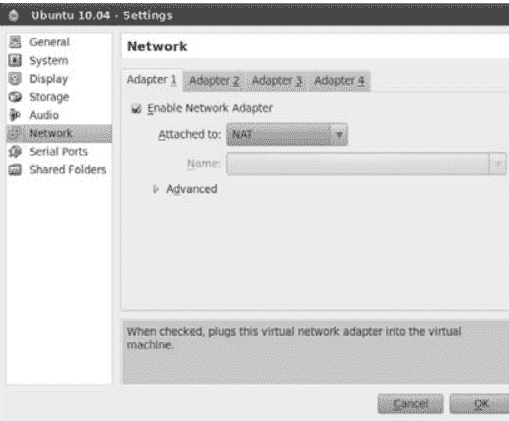 Ubuntu 10.04 - Settings
General
System
Display
Storage
Audio
Network
Serial Ports
Shared Folders
Network
Adapter 1 Adapter 2 Adapter 3 Adapter 4
Enable Network Adapter
Attached to: NAT
Name:
Advanced
When checked, plugs this virtual network adapter into the virtual
machine.
Cancel OK